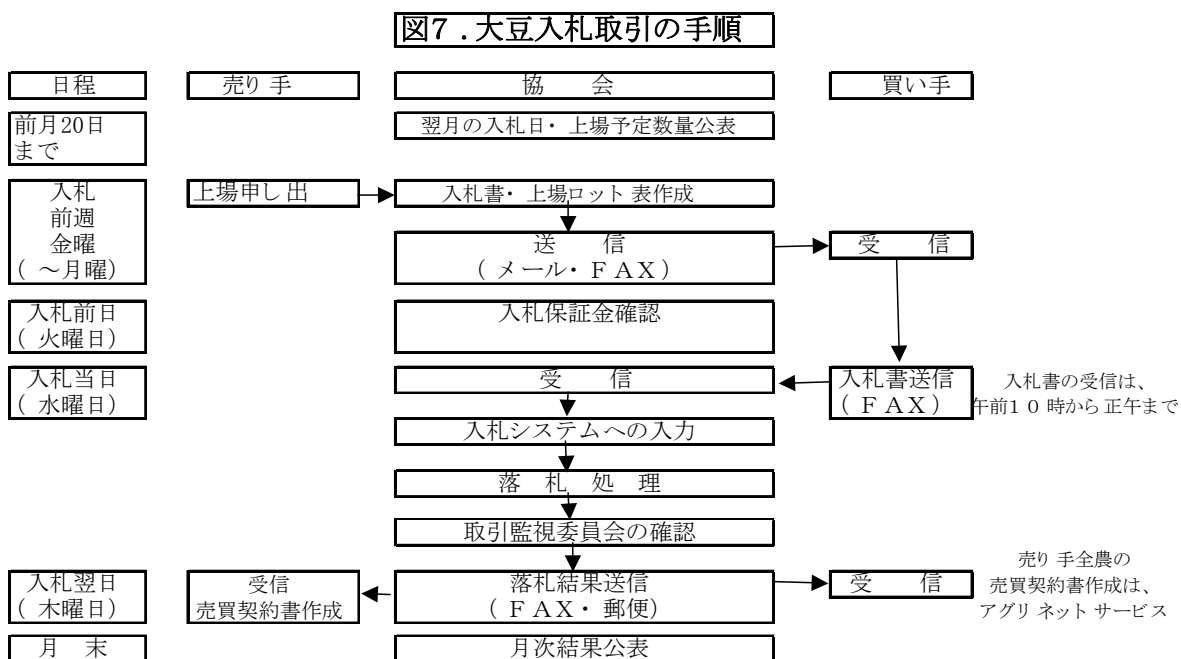 図7．大豆入札取引の手順
日程 売り手 協　会 買い手
前月20日
まで
翌月の入札日・上場予定数量公表
入札
前週
金曜
(～月曜)
上場申し出
入札書・上場ロット表作成
送　信
(メール・ＦＡＸ)
受　信
入札前日
(火曜日)
入札保証金確認
入札当日
(水曜日)
受　信
入札書送信
(ＦＡＸ)
入札書の受信は、
午前１０時から正午まで
入札システムへの入力
落　札　処　理
取引監視委員会の確認
入札翌日
(木曜日)
受信
売買契約書作成
落札結果送信
(ＦＡＸ・郵便)
受　信
売り手全農の
売買契約書作成は、
アグリネットサービス
月　末
月次結果公表